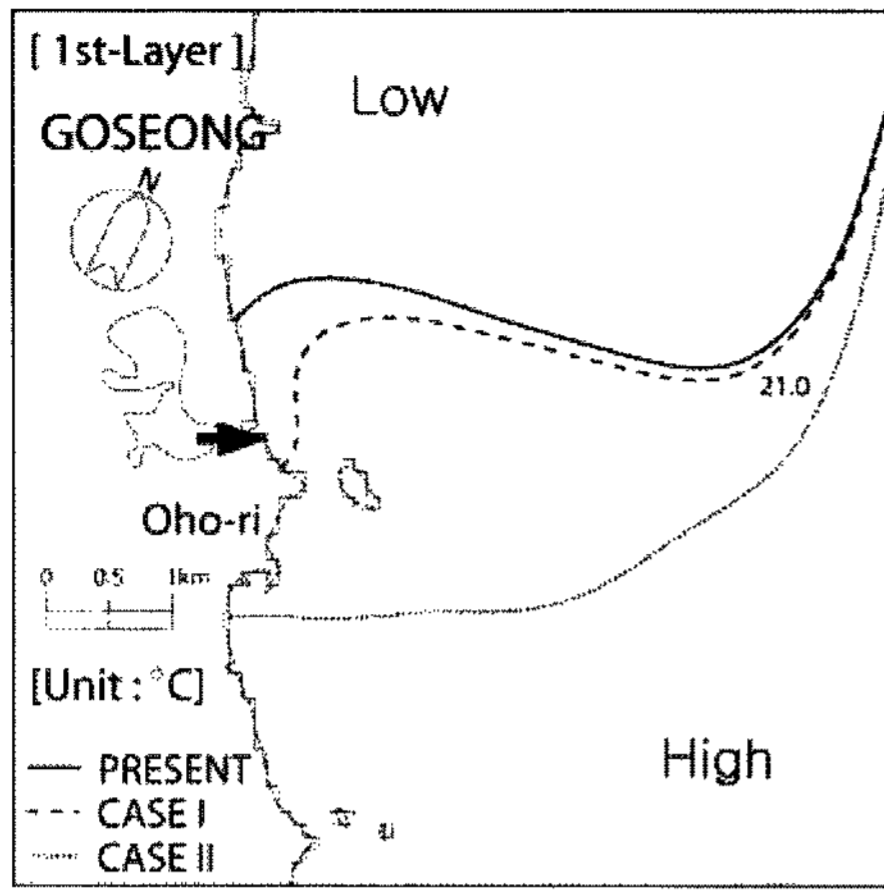 [ 1st-Layer ]
Low
GOSEONG
N
21.0
Oho-ri
0 0.5 1km
[Unit : °C]
High
PRESENT
CASE I
CASE II